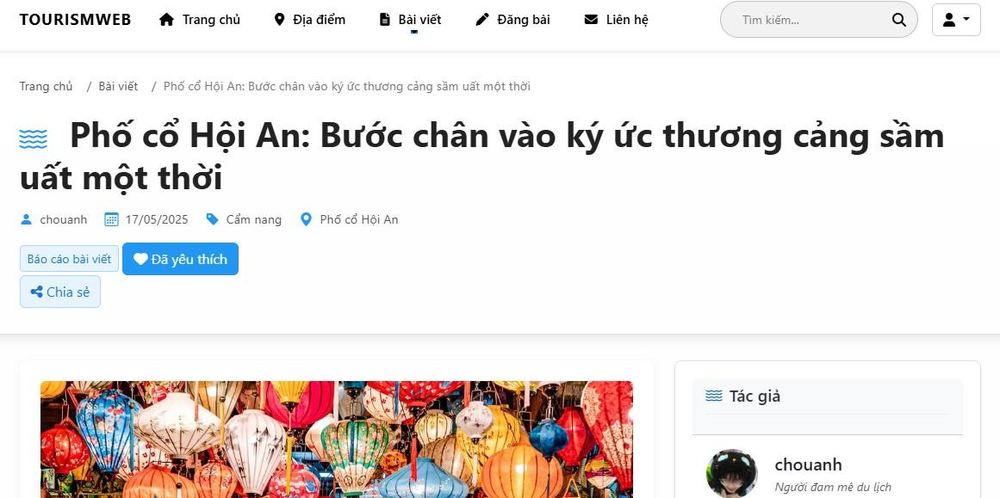 TOURISMWEB Trang chủ Địa điểm Bài viết Đăng bài Liên hệ Tìm kiếm...
Trang chủ / Bài viết / Phố cổ Hội An: Bước chân vào ký ức thương cảng sầm uất một thời
Phố cổ Hội An: Bước chân vào ký ức thương cảng sầm
uất một thời
chouanh 17/05/2025 Cẩm nang Phố cổ Hội An
Báo cáo bài viết Đã yêu thích
Chia sẻ
Tác giả
chouanh
Người đam mê du lịch